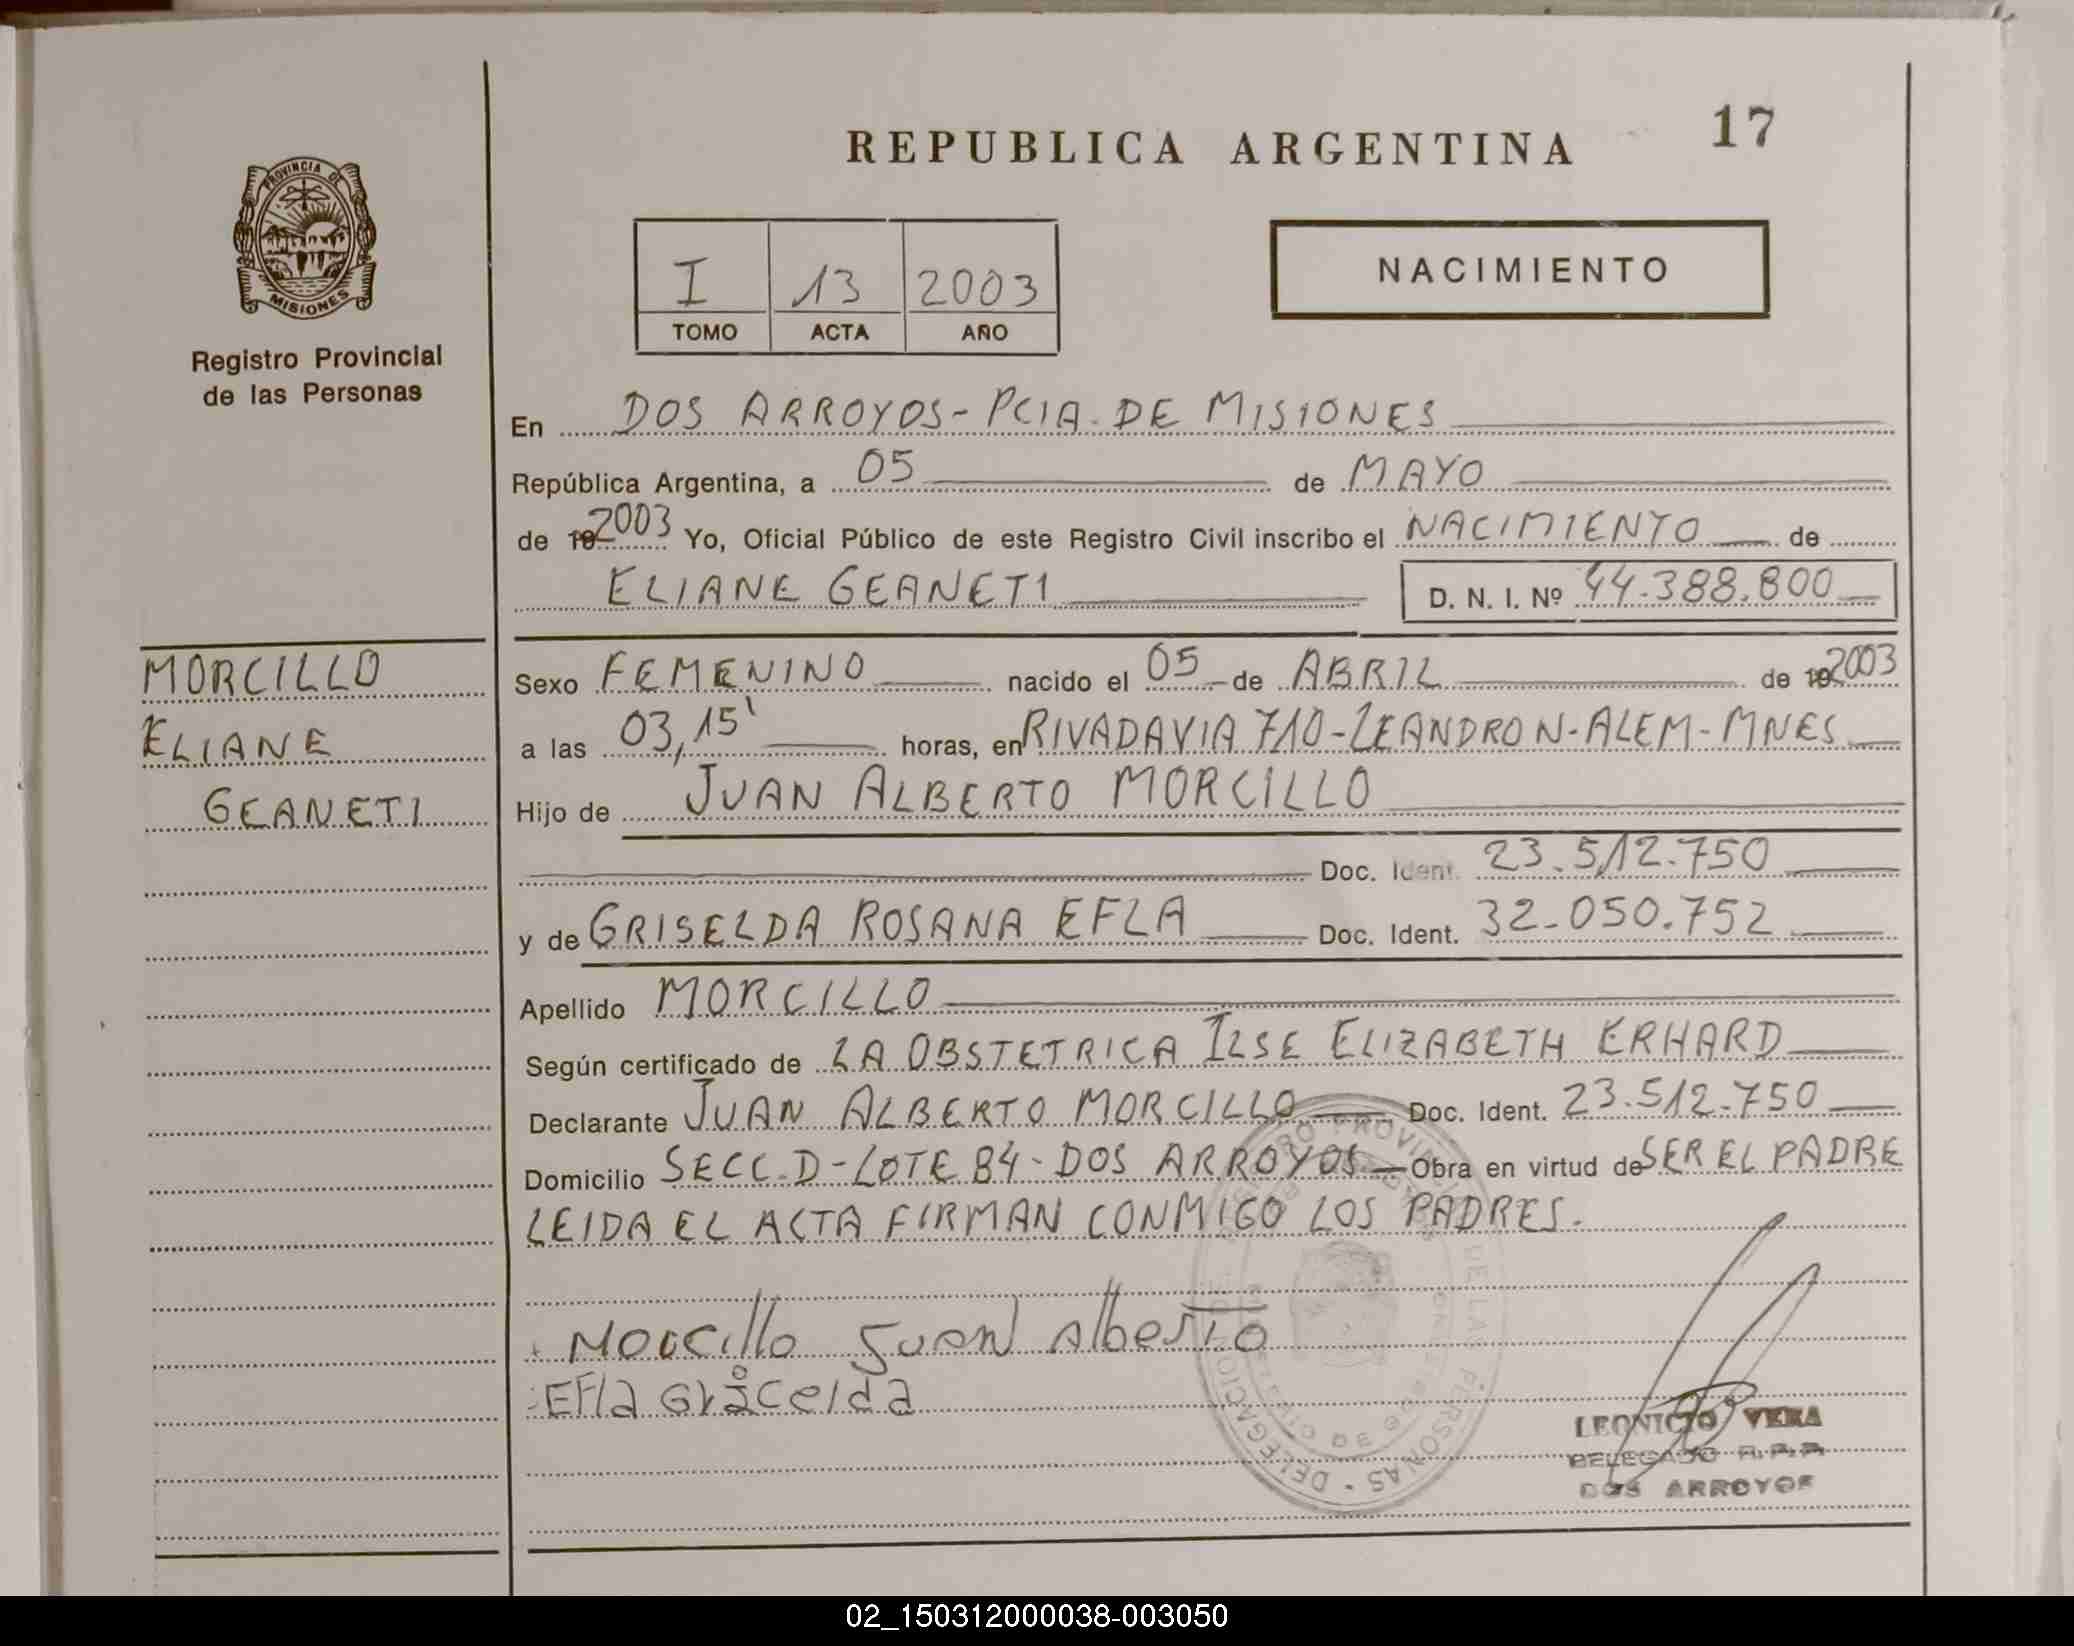 REPUBLICA ARGENTINA
17
PROVINCIA DE
MISIONES
Registro Provincial
de las Personas
I 13 2003
TOMO ACTA AÑO
NACIMIENTO
En DOS ARROYOS - PCIA. DE MISIONES
República Argentina, a 05 de MAYO
de 19 2003 Yo, Oficial Público de este Registro Civil inscribo el NACIMIENTO de
ELIANE GEANETI D. N. I. Nº 44.388.800
MORCILLO
ELIANE
GEANETI
Sexo FEMENINO nacido el 05 de ABRIL de 19 2003
a las 03,15' horas, en RIVADAVIA 710 - LEANDRO N. ALEM - MNES
Hijo de JUAN ALBERTO MORCILLO
Doc. Ident. 23.512.750
y de GRISELDA ROSANA EFLA Doc. Ident. 32.050.752
Apellido MORCILLO
Según certificado de LA OBSTETRICA ILSE ELIZABETH ERHARD
Declarante JUAN ALBERTO MORCILLO Doc. Ident. 23.512.750
Domicilio SECC. D - LOTE 84 - DOS ARROYOS Obra en virtud de SER EL PADRE
LEIDA EL ACTA FIRMAN CONMIGO LOS PADRES.
Morcillo Juan Alberto
Efla
LEONICIO VERA
DELEGADO R.P.P.
DOS ARROYOS
02_150312000038-003050